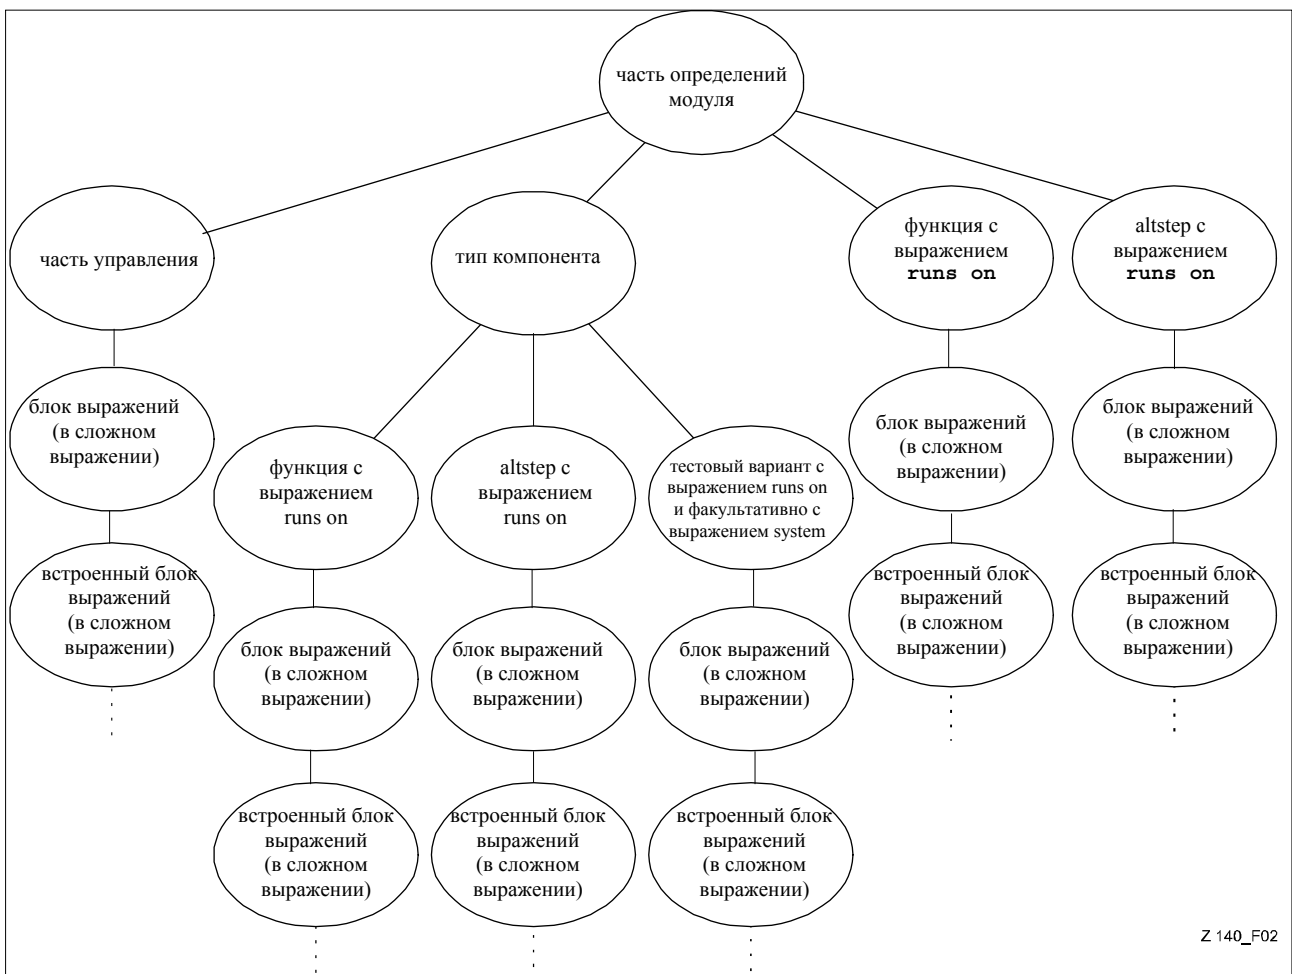 часть определений
модуля
часть управления
тип компонента
функция с
выражением
runs on
altstep с
выражением
runs on
блок выражений
(в сложном
выражении)
блок выражений
(в сложном
выражении)
блок выражений
(в сложном
выражении)
функция с
выражением
runs on
altstep с
выражением
runs on
тестовый вариант с
выражением runs on
и факультативно с
выражением system
встроенный блок
выражений
(в сложном
выражении)
встроенный блок
выражений
(в сложном
выражении)
встроенный блок
выражений
(в сложном
выражении)
блок выражений
(в сложном
выражении)
блок выражений
(в сложном
выражении)
блок выражений
(в сложном
выражении)
встроенный блок
выражений
(в сложном
выражении)
встроенный блок
выражений
(в сложном
выражении)
встроенный блок
выражений
(в сложном
выражении)
Z 140_F02